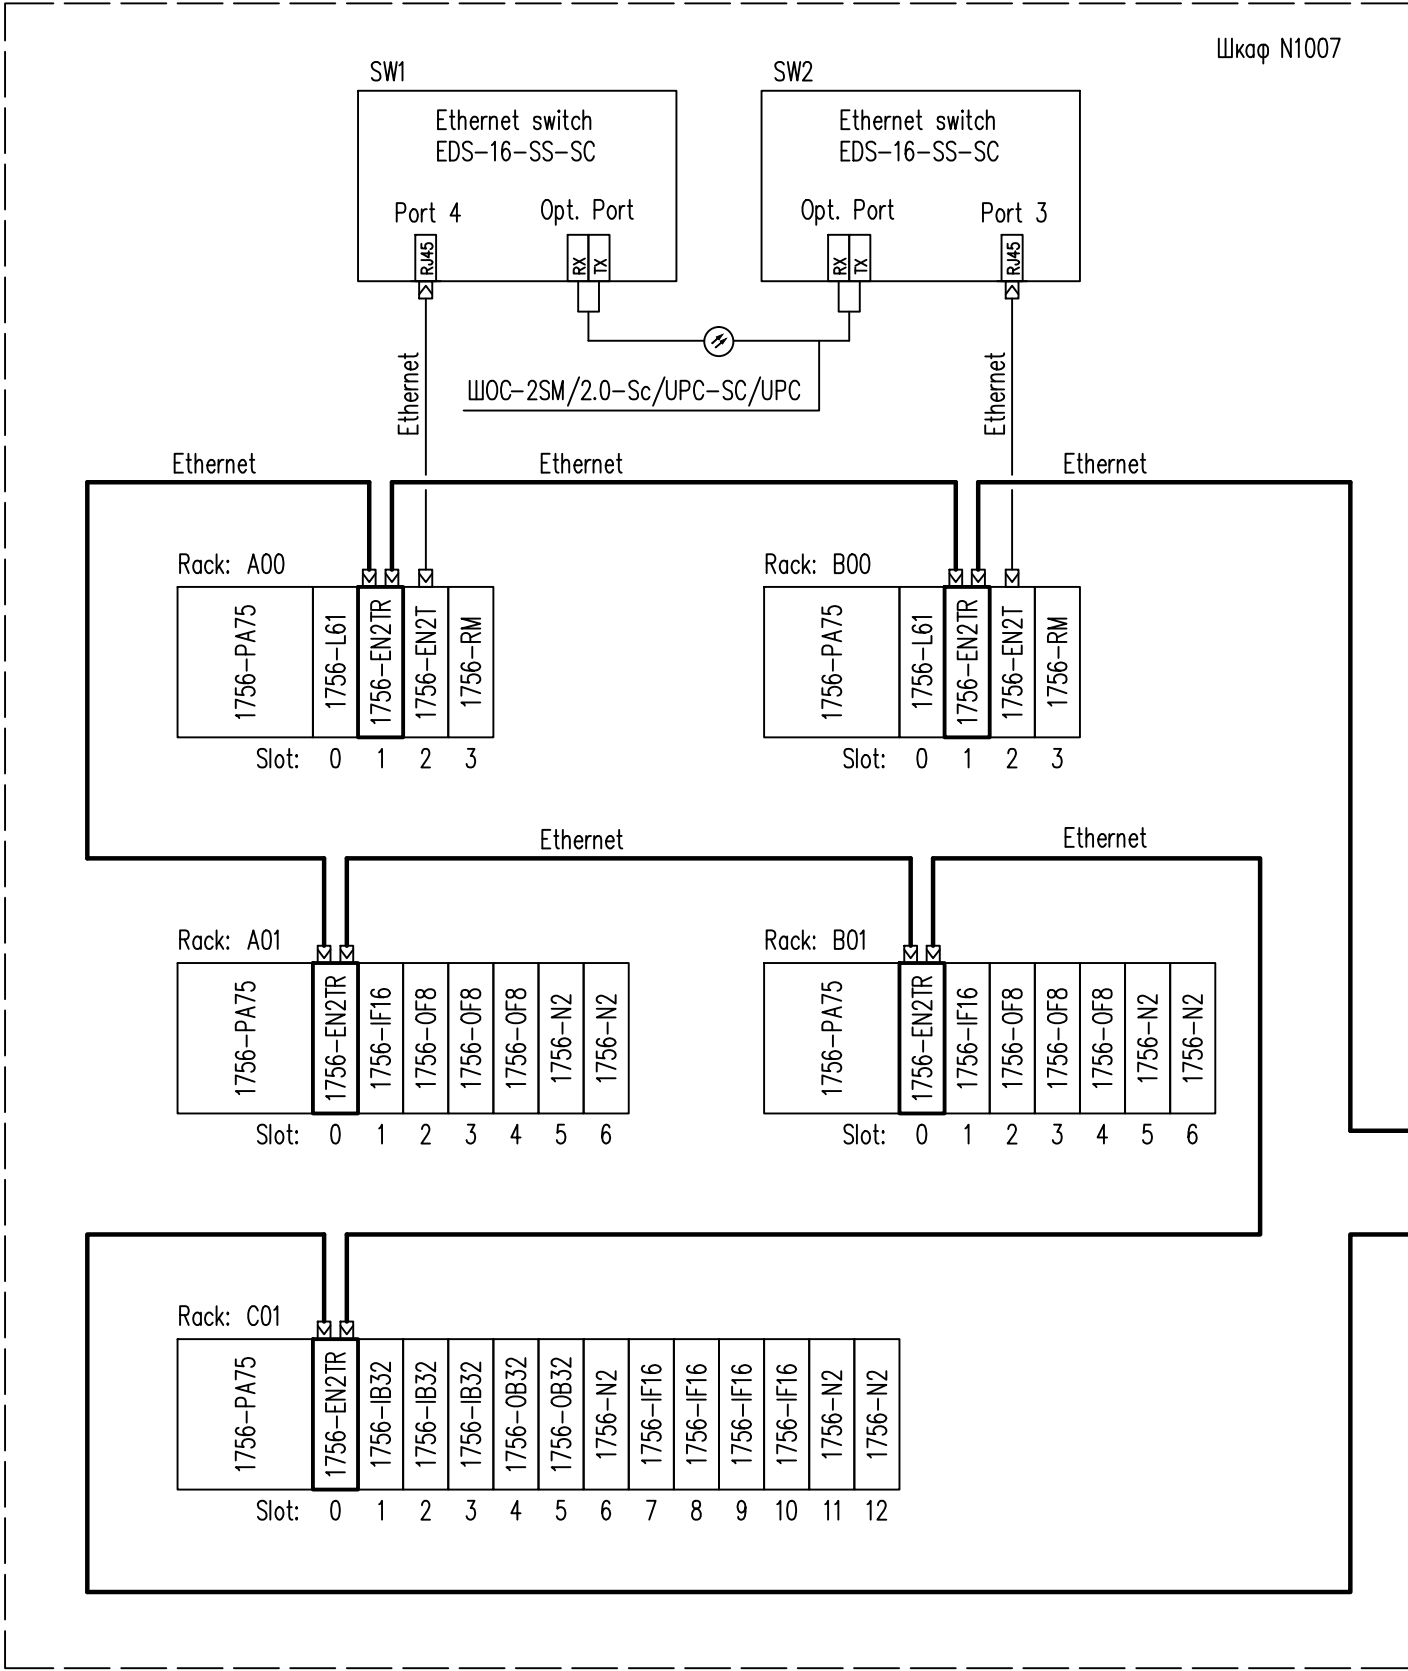 Шкаф N1007
SW1
SW2
Ethernet switch
EDS-16-SS-SC
Ethernet switch
EDS-16-SS-SC
Port 4
Opt. Port
Opt. Port
Port 3
RJ45
RX
TX
RX
TX
RJ45
Ethernet
Ethernet
ШОС-2SM/2.0-Sc/UPC-SC/UPC
Ethernet
Ethernet
Ethernet
Rack: A00
1756-PA75
1756-L61
1756-EN2TR
1756-EN2T
1756-RM
Slot: 0 1 2 3
Rack: B00
1756-PA75
1756-L61
1756-EN2TR
1756-EN2T
1756-RM
Slot: 0 1 2 3
Ethernet
Ethernet
Rack: A01
1756-PA75
1756-EN2TR
1756-IF16
1756-OF8
1756-OF8
1756-OF8
1756-N2
1756-N2
Slot: 0 1 2 3 4 5 6
Rack: B01
1756-PA75
1756-EN2TR
1756-IF16
1756-OF8
1756-OF8
1756-OF8
1756-N2
1756-N2
Slot: 0 1 2 3 4 5 6
Rack: C01
1756-PA75
1756-EN2TR
1756-IB32
1756-IB32
1756-IB32
1756-OB32
1756-OB32
1756-N2
1756-IF16
1756-IF16
1756-IF16
1756-IF16
1756-N2
1756-N2
Slot: 0 1 2 3 4 5 6 7 8 9 10 11 12